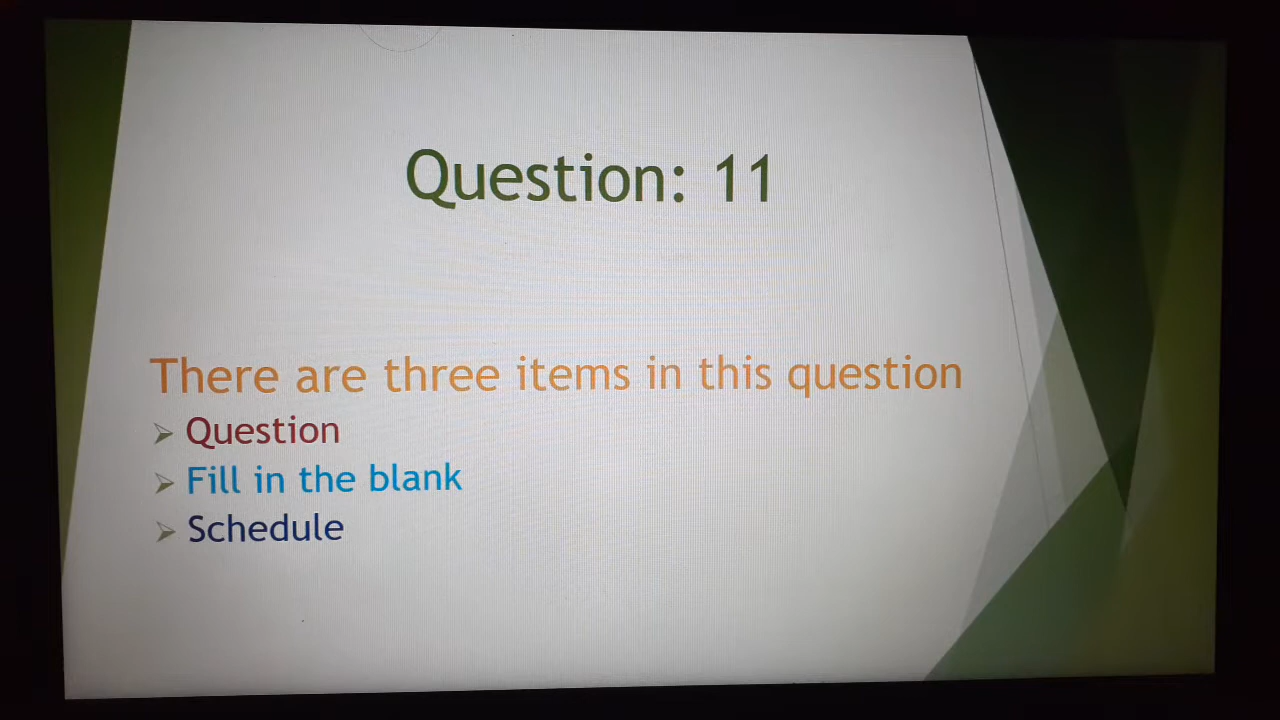 Question: 11
There are three items in this question
Question
Fill in the blank
Schedule